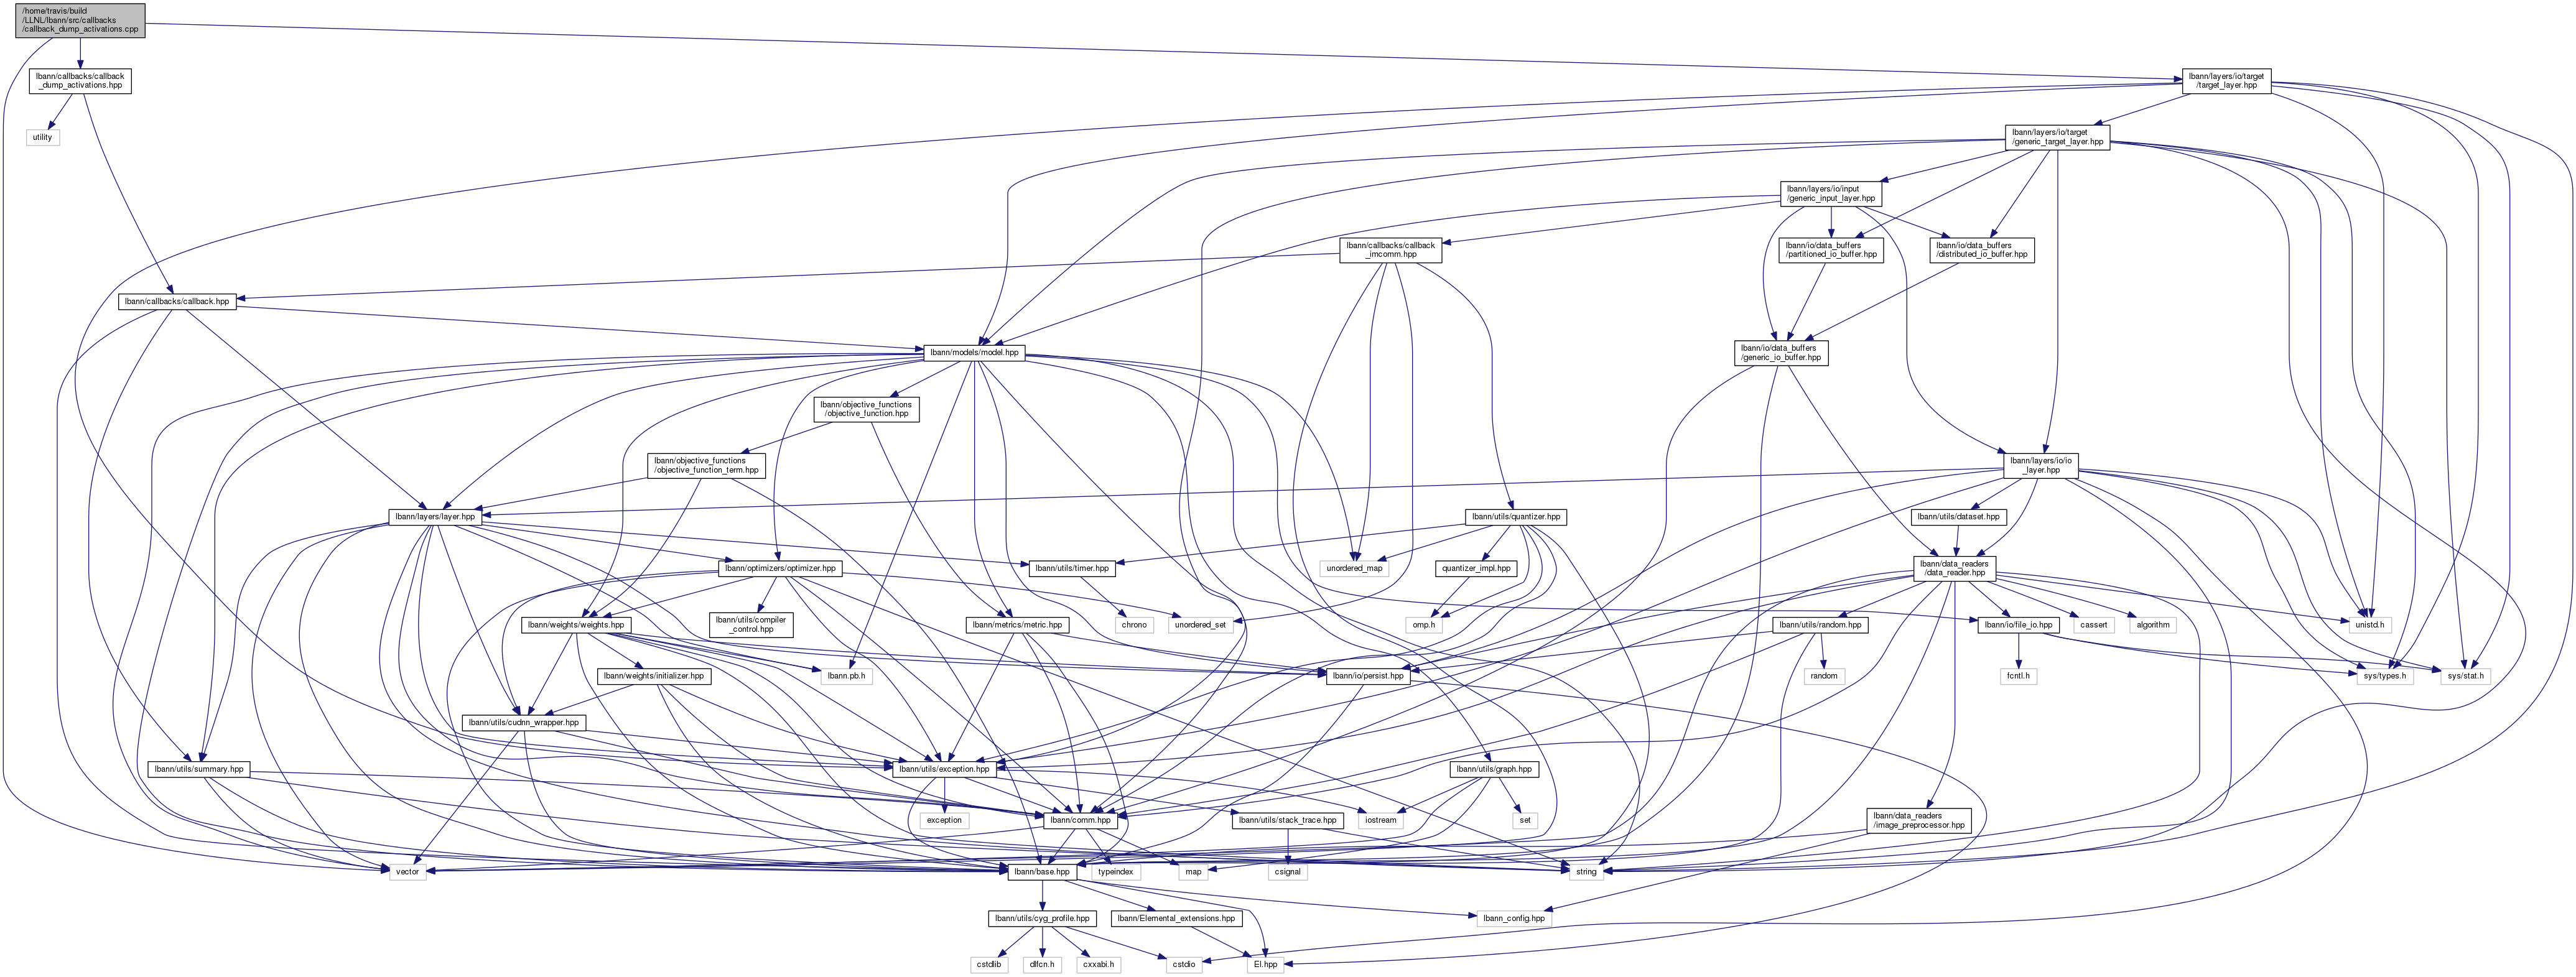 /home/travis/build
/LLNL/lbann/src/callbacks
/callback_dump_activations.cpp
lbann/callbacks/callback
_dump_activations.hpp
lbann/layers/io/target
/target_layer.hpp
utility
lbann/layers/io/target
/generic_target_layer.hpp
lbann/layers/io/input
/generic_input_layer.hpp
lbann/callbacks/callback
_imcomm.hpp
lbann/io/data_buffers
/partitioned_io_buffer.hpp
lbann/io/data_buffers
/distributed_io_buffer.hpp
lbann/callbacks/callback.hpp
lbann/models/model.hpp
lbann/io/data_buffers
/generic_io_buffer.hpp
lbann/objective_functions
/objective_function.hpp
lbann/objective_functions
/objective_function_term.hpp
lbann/layers/io/io
_layer.hpp
lbann/layers/layer.hpp
lbann/utils/quantizer.hpp
lbann/utils/dataset.hpp
lbann/optimizers/optimizer.hpp
lbann/utils/timer.hpp
unordered_map
quantizer_impl.hpp
lbann/data_readers
/data_reader.hpp
lbann/weights/weights.hpp
lbann/utils/compiler
_control.hpp
lbann/metrics/metric.hpp
chrono
unordered_set
omp.h
lbann/utils/random.hpp
lbann/io/file_io.hpp
cassert
algorithm
unistd.h
lbann/weights/initializer.hpp
lbann.pb.h
lbann/io/persist.hpp
random
fcntl.h
sys/types.h
sys/stat.h
lbann/utils/cudnn_wrapper.hpp
lbann/utils/summary.hpp
lbann/utils/exception.hpp
lbann/utils/graph.hpp
exception
lbann/comm.hpp
lbann/utils/stack_trace.hpp
iostream
set
lbann/data_readers
/image_preprocessor.hpp
vector
lbann/base.hpp
typeindex
map
csignal
string
lbann/utils/cyg_profile.hpp
lbann/Elemental_extensions.hpp
lbann_config.hpp
cstdlib
dlfcn.h
cxxabi.h
cstdio
El.hpp